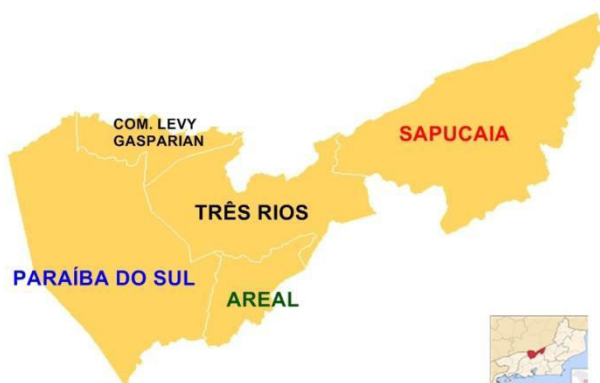 COM. LEVY
GASPARIAN
SAPUCAIA
TRÊS RIOS
PARAÍBA DO SUL
AREAL